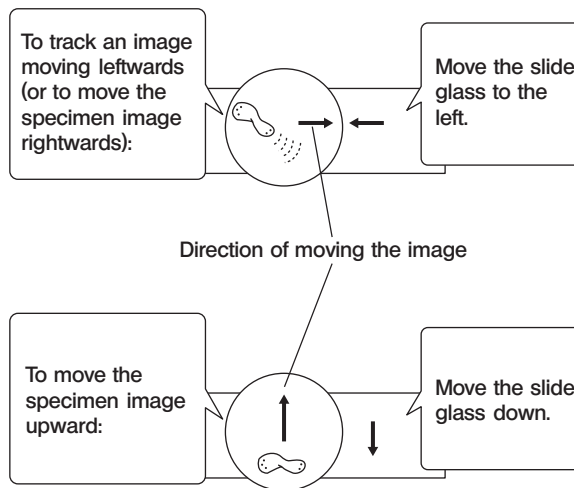 To track an image
moving leftwards
(or to move the
specimen image
rightwards):
Move the slide
glass to the
left.
Direction of moving the image
To move the
specimen image
upward:
Move the slide
glass down.